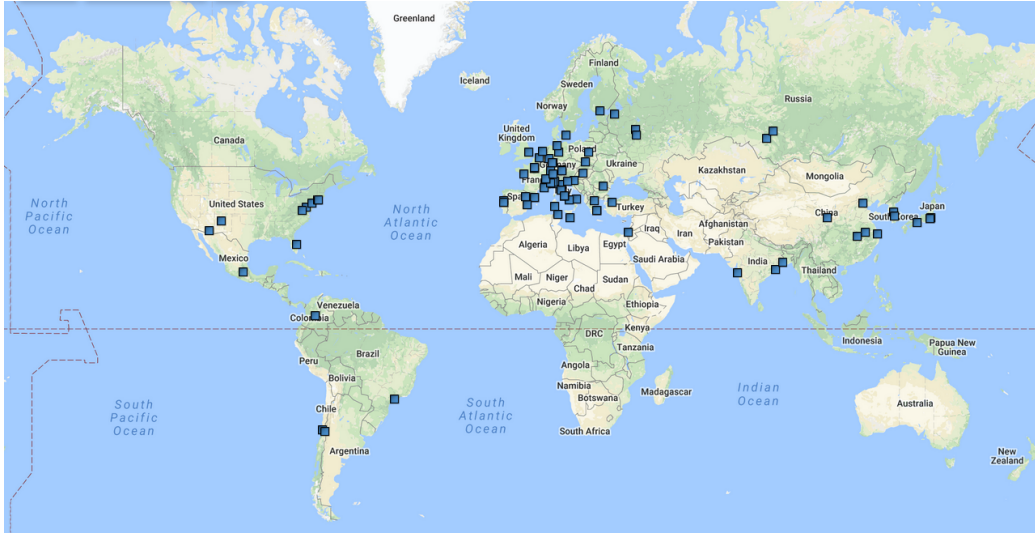 Greenland
Iceland
Finland
Sweden
Norway
Russia
Canada
United
Kingdom
Poland
Germany
Ukraine
Kazakhstan
Mongolia
France
Spain
North
Pacific
Ocean
United States
North
Atlantic
Ocean
Turkey
China
South Korea
Japan
Iraq
Iran
Afghanistan
Pakistan
Algeria
Libya
Egypt
Saudi Arabia
Mexico
India
Thailand
Mali
Niger
Chad
Sudan
Nigeria
Ethiopia
Venezuela
Colombia
DRC
Kenya
Tanzania
Indonesia
Papua New
Guinea
Peru
Brazil
Bolivia
Angola
Namibia
Botswana
Madagascar
Indian
Ocean
Australia
South
Pacific
Ocean
Chile
South
Atlantic
Ocean
South Africa
Argentina
New
Zealand